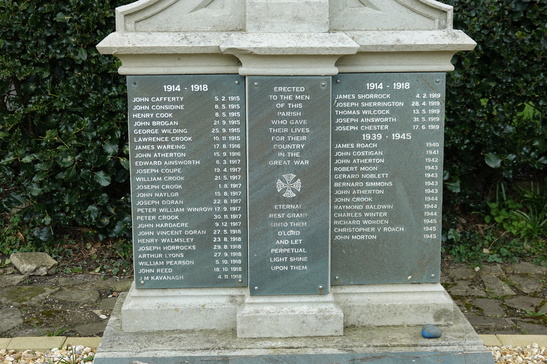 1914 - 1918
JOHN CAFFERTY 5. 2 1915
JOHN CONSIDINE 8. 5 1915
HENRY COOK 8. 5 1915
JOHN BROGAN 21. 9 1915
GEORGE WILDING 25. 9 1915
LAWRENCE CROOK 10. 11 1915
JAMES WAREING 17. 8 1916
JOHN ATHERTON 15. 9 1916
EDWARD AINSWORTH 6. 3 1917
JOSEPH COUPE 19. 4 1917
WILLIAM CROOK 21. 5 1917
JOSEPH CROOK 1. 8 1917
JOHN NAYLOR 15. 8 1917
JOSEPH DORAN 22. 8 1917
PETER WILLIAM WINROW 17. 9 1917
PETER CROOK 30. 11 1917
JOHN HARDACRE 9. 12 1917
JOHN VINCENT DORAN 27. 5 1918
HENRY WALMSLEY 23. 8 1918
JOSEPH HORROCKS 29. 8 1918
ARTHUR LYONS 27. 9 1918
WILLIAM PEARSON 5. 10 1918
JOHN REED 18. 10 1918
J.M KAVANAGH 4. 11 1918
ERECTED
TO THE MEN
OF THIS
PARISH
WHO GAVE
THEIR LIVES
FOR THEIR
COUNTRY
IN THE
GREAT WAR
ETERNAL
REST GRANT
UNTO THEM
O'LORD
AND LET
PERPETUAL
LIGHT SHINE
UPON THEM
1914 - 1918
JAMES SHORROCK 4. 2 1919
JOSEPH SHERRINGTON 28. 4 1919
THOMAS WILCOCK 13. 5 1919
JOSEPH AINSWORTH 31. 5 1919
JOSEPH CHESTER 17. 6 1919
1939 - 1945
JAMES ROACH 1940
JOHN COSTIGAN 1941
JOHN ATHERTON 1942
ROBERT MOON 1943
GERARD NOBLETT 1943
BERNARD SIMMONS 1943
JOHN ATHERTON 1944
JOHN CROOK 1944
RAYMOND BALDWIN 1944
CHARLES WINTER 1944
RICHARD WORDEN 1945
CHRISTOPHER V ROACH 1945
JOHN MORTON 1945